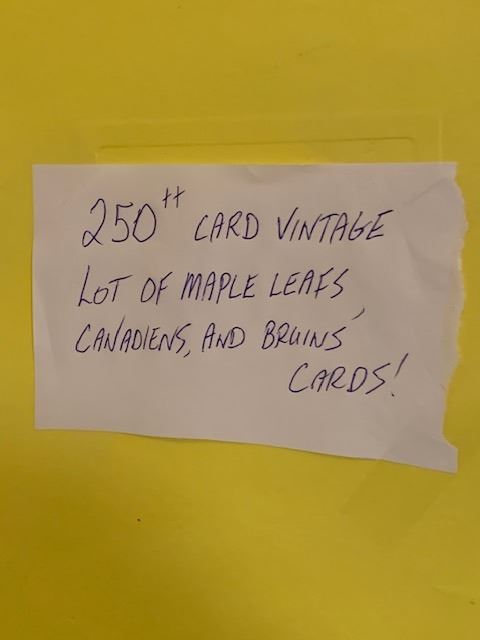 250++ CARD VINTAGE
LOT OF MAPLE LEAFS,
CANADIENS, AND BRUINS
CARDS!